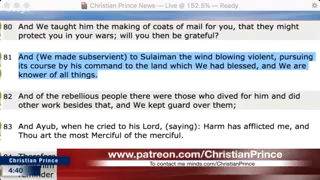 Christian Prince News — Live @ 152.5% — Ready
80 And We taught him the making of coats of mail for you, that they might
protect you in your wars; will you then be grateful?
81 And (We made subservient) to Sulaiman the wind blowing violent, pursuing
its course by his command to the land which We had blessed, and We are
knower of all things.
82 And of the rebellious people there were those who dived for him and did
other work besides that, and We kept guard over them;
83 And Ayub, when he cried to his Lord, (saying): Harm has afflicted me, and
Thou art the most Merciful of the merciful.
84
Christian Prince
www.patreon.com/ChristianPrince
4:40
To contact me minds.com/Christianprince
reminder